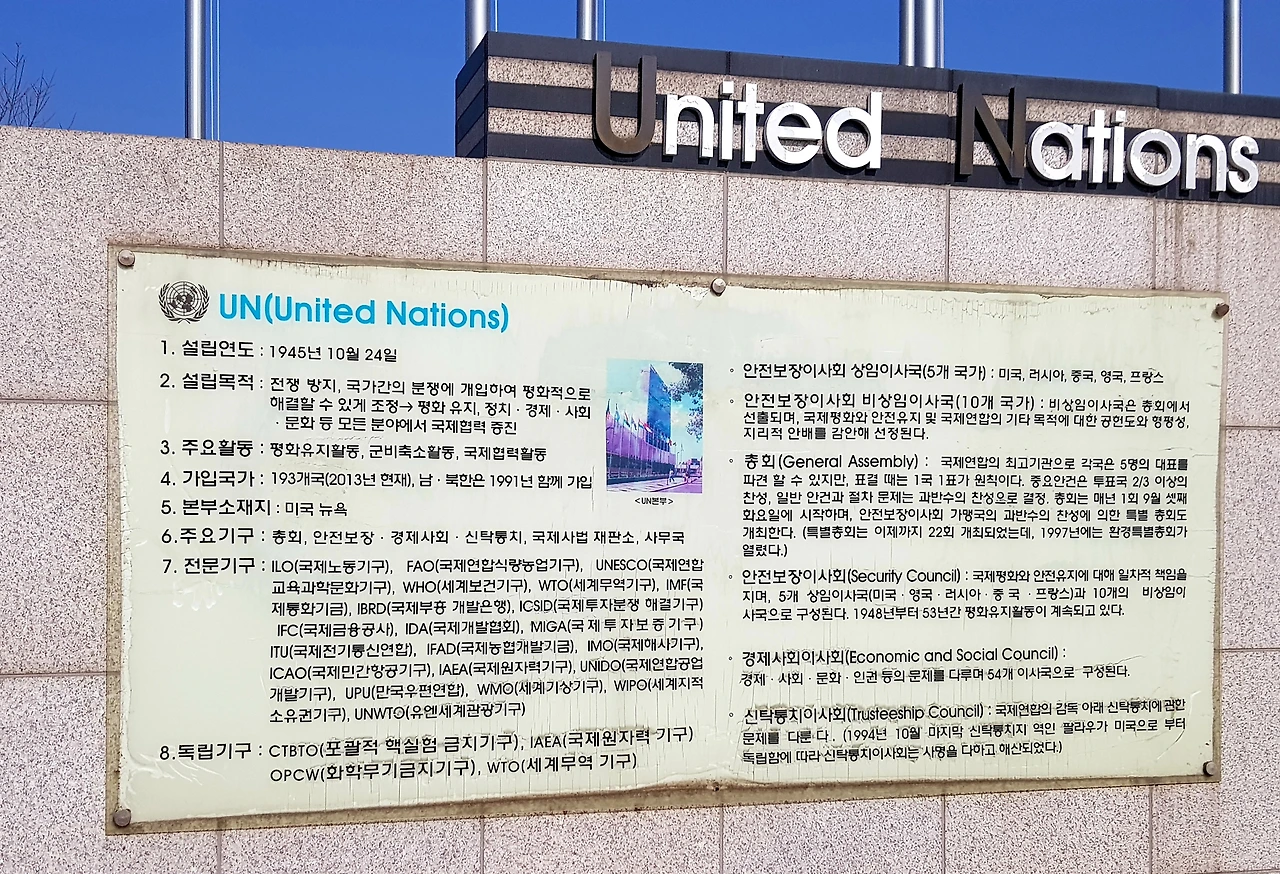 United Nations
UN(United Nations)
1. 설립연도 : 1945년 10월 24일
2. 설립목적 : 전쟁 방지, 국가간의 분쟁에 개입하여 평화적으로
해결할 수 있게 조정→ 평화 유지, 정치 · 경제 · 사회
· 문화 등 모든 분야에서 국제협력 증진
3. 주요활동 : 평화유지활동, 군비축소활동, 국제협력활동
4. 가입국가 : 193개국(2013년 현재), 남 · 북한은 1991년 함께 가입
5. 본부소재지 : 미국 뉴욕
6.주요기구 : 총회, 안전보장 · 경제사회 · 신탁통치, 국제사법 재판소, 사무국
7. 전문기구 : ILO(국제노동기구), FAO(국제연합식량농업기구), UNESCO(국제연합
교육과학문화기구), WHO(세계보건기구), WTO(세계무역기구), IMF(국
제통화기금), IBRD(국제부흥 개발은행), ICSID(국제투자분쟁 해결기구)
IFC(국제금융공사), IDA(국제개발협회), MIGA(국제투자보증기구)
ITU(국제전기통신연합), IFAD(국제농협개발기금), IMO(국제해사기구),
ICAO(국제민간항공기구), IAEA(국제원자력기구), UNIDO(국제연합공업
개발기구), UPU(만국우편연합), WMO(세계기상기구), WIPO(세계지적
소유권기구), UNWTO(유엔세계관광기구)
8.독립기구 : CTBTO(포괄적 핵실험 금지기구), IAEA(국제원자력 기구)
OPCW(화학무기금지기구), WTO(세계무역 기구)
<UN본부>
◦ 안전보장이사회 상임이사국(5개 국가) : 미국, 러시아, 중국, 영국, 프랑스
◦ 안전보장이사회 비상임이사국(10개 국가) : 비상임이사국은 총회에서
선출되며, 국제평화와 안전유지 및 국제연합의 기타 목적에 대한 공헌도와 형평성,
지리적 안배를 감안해 선정된다.
◦ 총회(General Assembly) : 국제연합의 최고기관으로 각국은 5명의 대표를
파견 할 수 있지만, 표결 때는 1국 1표가 원칙이다. 중요안건은 투표국 2/3 이상의
찬성, 일반 안건과 절차 문제는 과반수의 찬성으로 결정. 총회는 매년 1회 9월 셋째
화요일에 시작하며, 안전보장이사회 가맹국의 과반수의 찬성에 의한 특별 총회도
개최한다. (특별총회는 이제까지 22회 개최되었는데, 1997년에는 환경특별총회가
열렸다.)
◦ 안전보장이사회(Security Council) : 국제평화와 안전유지에 대해 일차적 책임을
지며, 5개 상임이사국(미국 · 영국 · 러시아 · 중국 · 프랑스)과 10개의 비상임이
사국으로 구성된다. 1948년부터 53년간 평화유지활동이 계속되고 있다.
◦ 경제사회이사회(Economic and Social Council) :
경제 · 사회 · 문화 · 인권 등의 문제를 다루며 54개 이사국으로 구성된다.
◦ 신탁통치이사회(Trusteeship Council) : 국제연합의 감독 아래 신탁통치에관한
문제를 다룬다. (1994년 10월 마지막 신탁통치지 역인 팔라우가 미국으로 부터
독립함에 따라 신탁통치이사회는 사명을 다하고 해산되었다.)